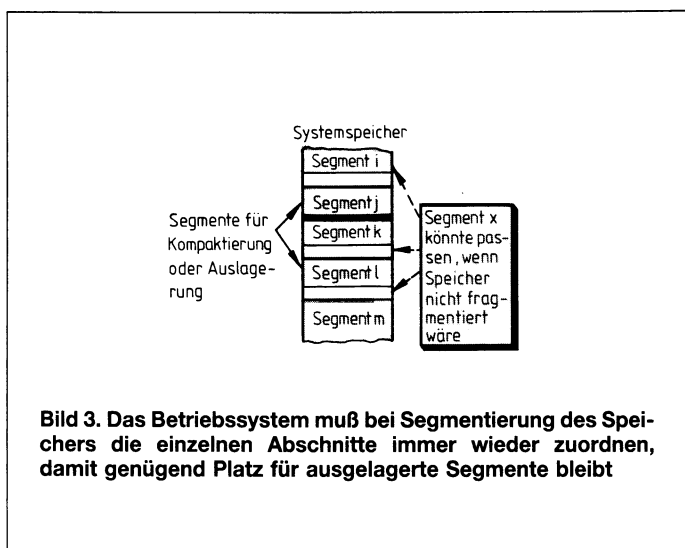 Systemspeicher
Segment i
Segment j
Segment k
Segment l
Segment m
Segmente für
Kompaktierung
oder Auslage-
rung
Segment x
könnte pas-
sen, wenn
Speicher
nicht frag-
mentiert
wäre
Bild 3. Das Betriebssystem muß bei Segmentierung des Spei-
chers die einzelnen Abschnitte immer wieder zuordnen,
damit genügend Platz für ausgelagerte Segmente bleibt